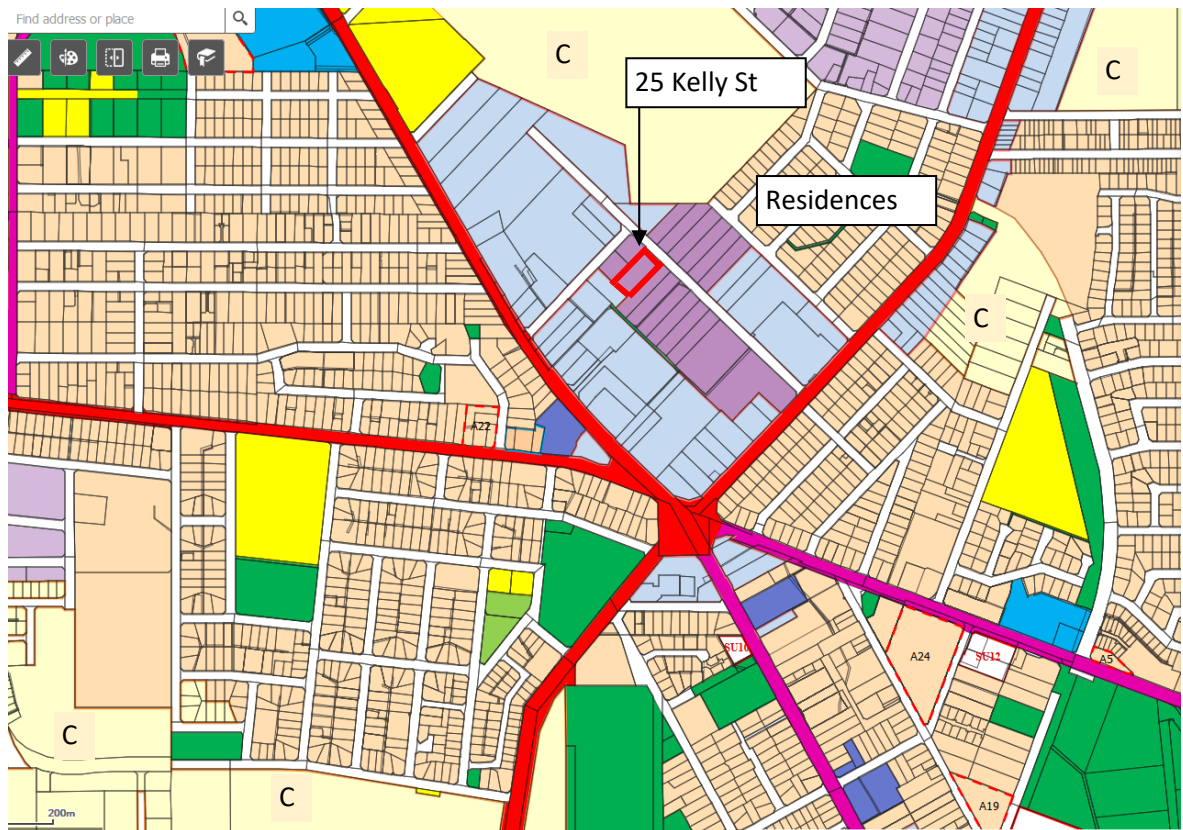 Find address or place
C
C
25 Kelly St
Residences
C
A22
SU10
A24
SU12
A5
C
C
A19
200m